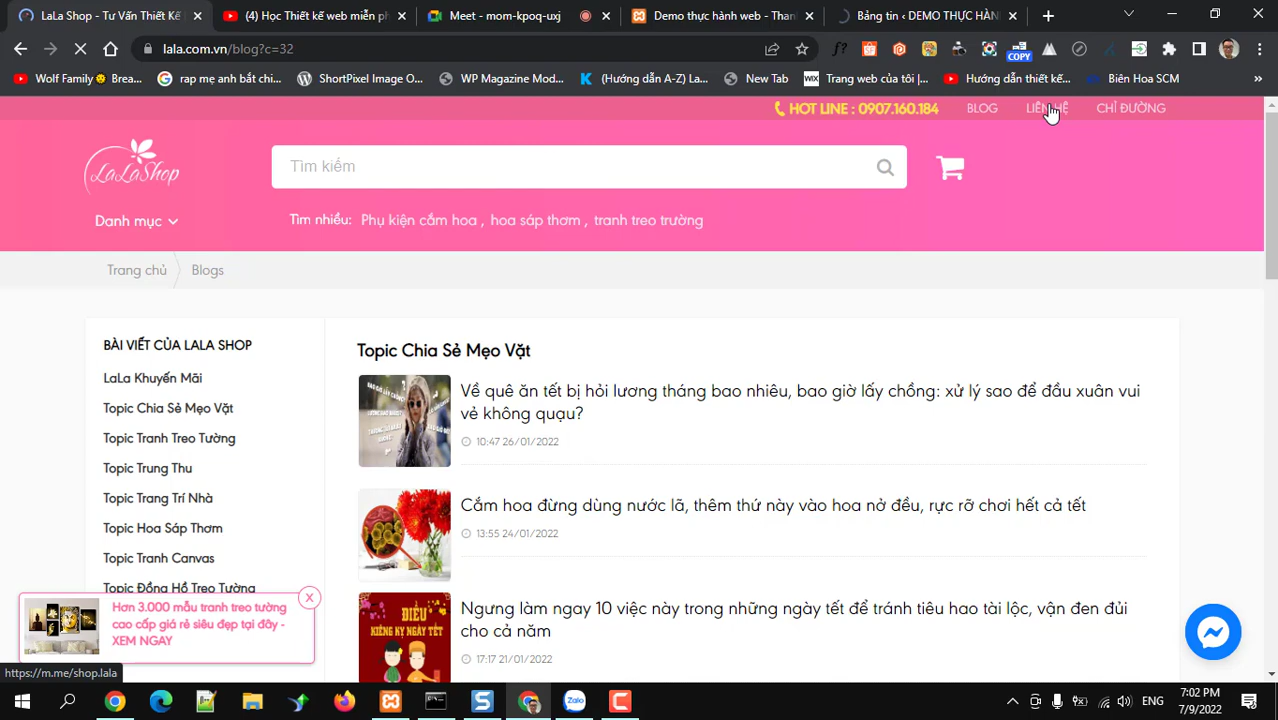 LaLa Shop - Tư Vấn Thiết Kế
(4) Học Thiết kế web miễn ph
Meet - mom-kpoq-uxj
Demo thực hành web - Than
Bảng tin ‹ DEMO THỰC HÀN
lala.com.vn/blog?c=32
COPY
Wolf Family Brea...
rap mẹ anh bắt chi...
ShortPixel Image O...
WP Magazine Mod...
(Hướng dẫn A-Z) La...
New Tab
WIX
Trang web của tôi |...
Hướng dẫn thiết kế...
Biên Hoa SCM
HOT LINE : 0907.160.184
BLOG
LIÊN HỆ
CHỈ ĐƯỜNG
LaLaShop
Tìm kiếm
Danh mục
Tìm nhiều: Phụ kiện cắm hoa , hoa sáp thơm , tranh treo trường
Trang chủ
Blogs
BÀI VIẾT CỦA LALA SHOP
LaLa Khuyến Mãi
Topic Chia Sẻ Mẹo Vặt
Topic Tranh Treo Tường
Topic Trung Thu
Topic Trang Trí Nhà
Topic Hoa Sáp Thơm
Topic Tranh Canvas
Topic Đồng Hồ Treo Tường
Topic Chia Sẻ Mẹo Vặt
Về quê ăn tết bị hỏi lương tháng bao nhiêu, bao giờ lấy chồng: xử lý sao để đầu xuân vui
vẻ không quạu?
10:47 26/01/2022
Cắm hoa đừng dùng nước lã, thêm thứ này vào hoa nở đều, rực rỡ chơi hết cả tết
13:55 24/01/2022
ĐIỀU
KIÊNG KỴ NGÀY TẾT
Ngưng làm ngay 10 việc này trong những ngày tết để tránh tiêu hao tài lộc, vận đen đủi
cho cả năm
17:17 21/01/2022
Hơn 3.000 mẫu tranh treo tường
cao cấp giá rẻ siêu đẹp tại đây -
XEM NGAY
X
https://m.me/shop.lala
ENG
7:02 PM
7/9/2022